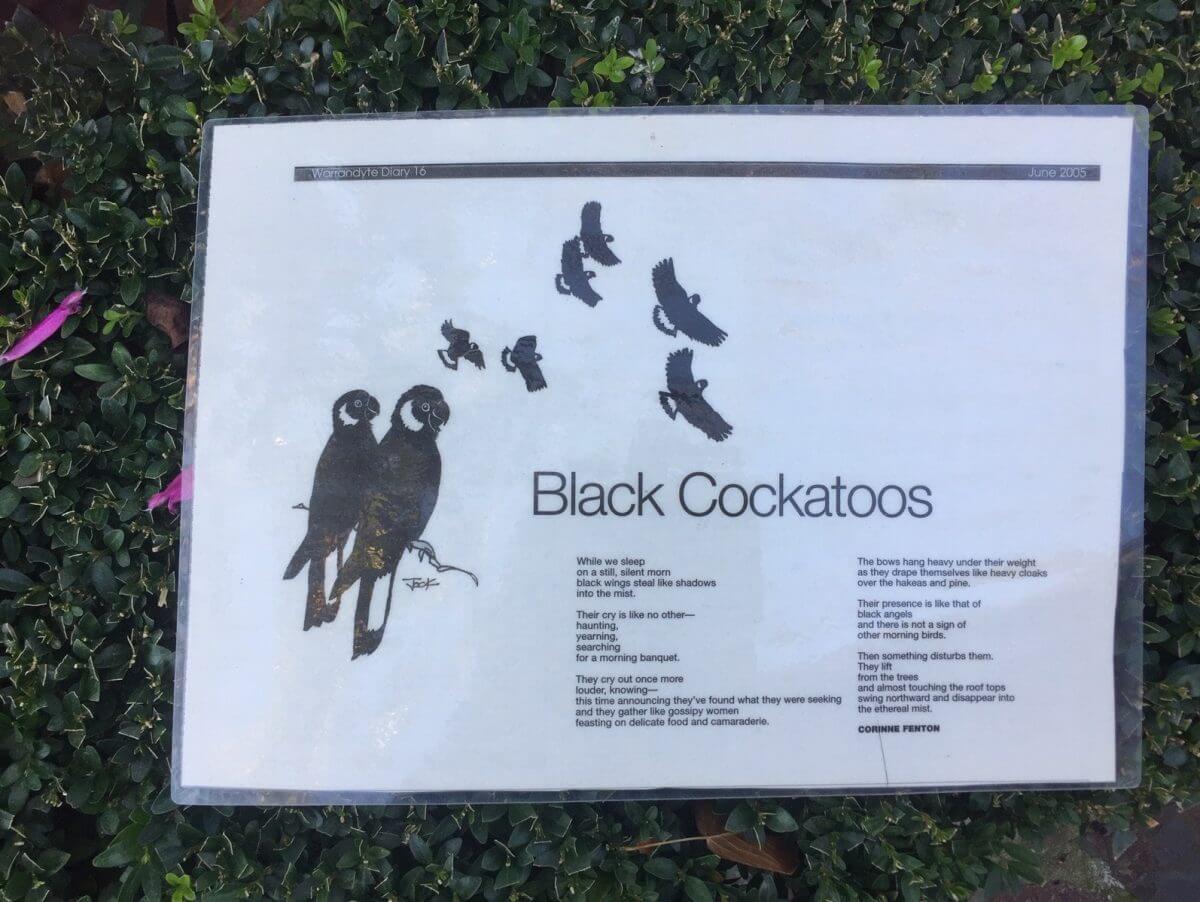 Warrandyte Diary 16
June 2005
Black Cockatoos
While we sleep
on a still, silent morn
black wings steal like shadows
into the mist.
Their cry is like no other—
haunting,
yearning,
searching
for a morning banquet.
They cry out once more
louder, knowing—
this time announcing they've found what they were seeking
and they gather like gossipy women
feasting on delicate food and camaraderie.
The bows hang heavy under their weight
as they drape themselves like heavy cloaks
over the hakeas and pine.
Their presence is like that of
black angels
and there is not a sign of
other morning birds.
Then something disturbs them.
They lift
from the trees
and almost touching the roof tops
swing northward and disappear into
the ethereal mist.
CORINNE FENTON
Jock